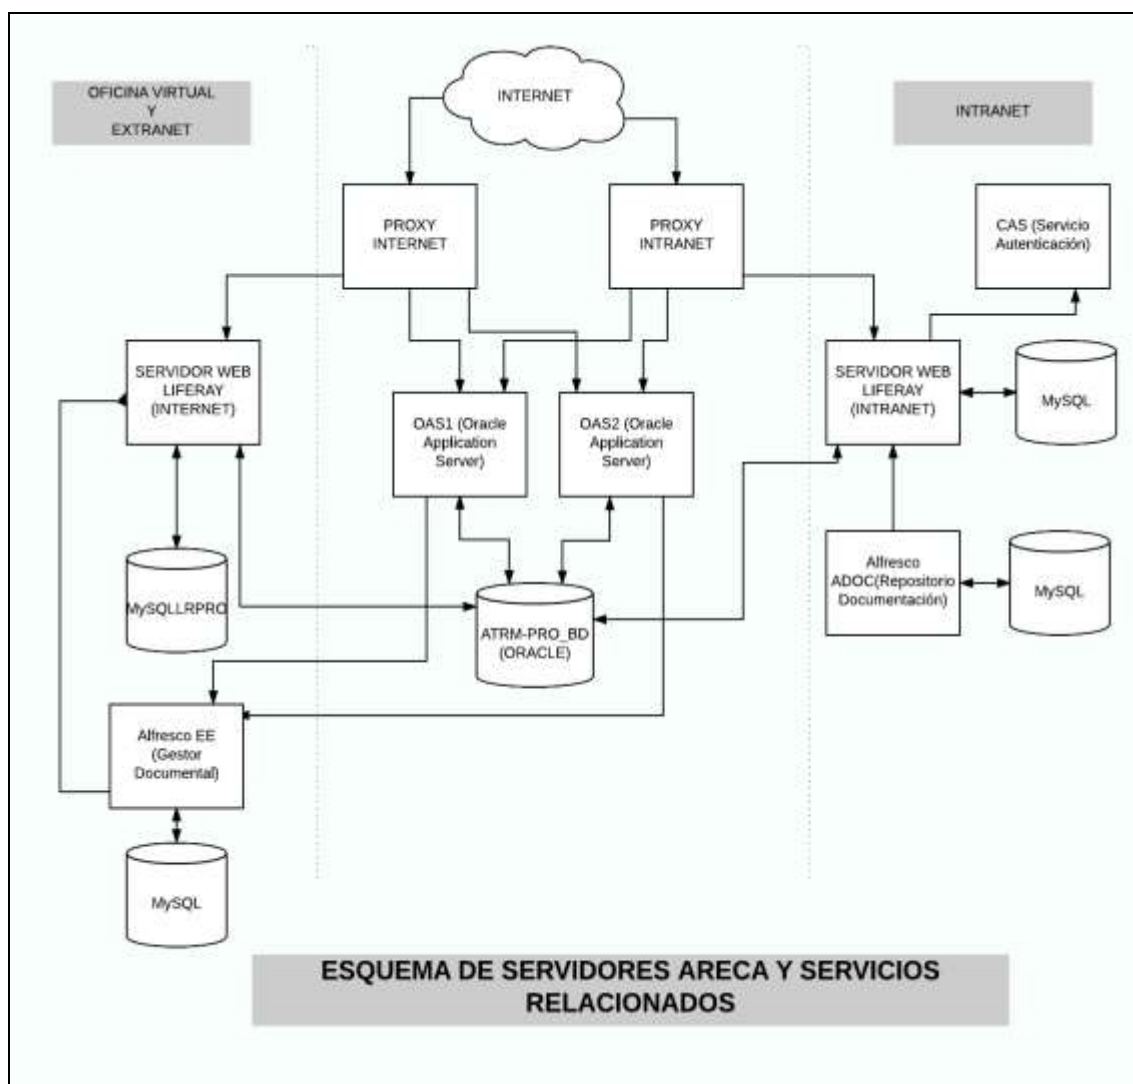 OFICINA VIRTUAL
Y
EXTRANET
INTERNET
INTRANET
PROXY
INTERNET
PROXY
INTRANET
CAS (Servicio
Autenticación)
SERVIDOR WEB
LIFERAY
(INTERNET)
OAS1 (Oracle
Application
Server)
OAS2 (Oracle
Application
Server)
SERVIDOR WEB
LIFERAY
(INTRANET)
MySQL
MySQLLRPRO
ATRM-PRO_BD
(ORACLE)
Alfresco
ADOC(Repositorio
Documentación)
MySQL
Alfresco EE
(Gestor
Documental)
MySQL
ESQUEMA DE SERVIDORES ARECA Y SERVICIOS
RELACIONADOS